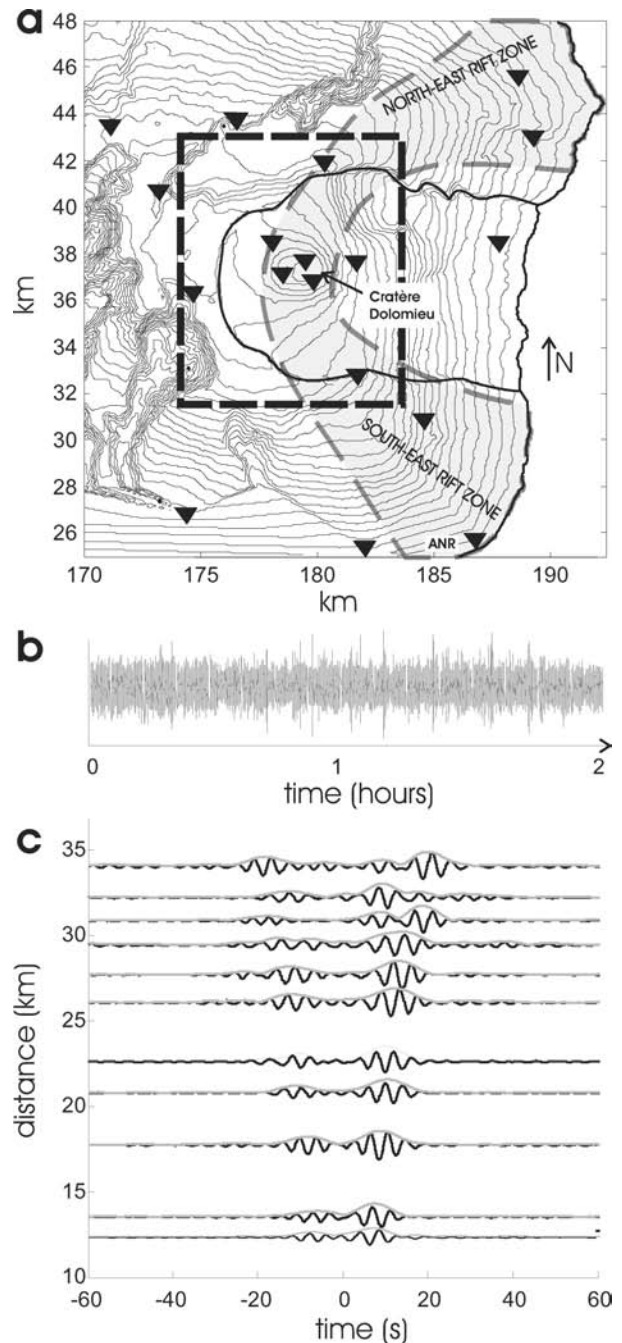 a
48
46
44
42
40
38
36
34
32
30
28
26
km
NORTH-EAST RIFT ZONE
Cratère
Dolomieu
N
SOUTH-EAST RIFT ZONE
ANR
170
175
180
185
190
km
b
0
1
2
time (hours)
c
35
30
25
20
15
10
distance (km)
-60
-40
-20
0
20
40
60
time (s)